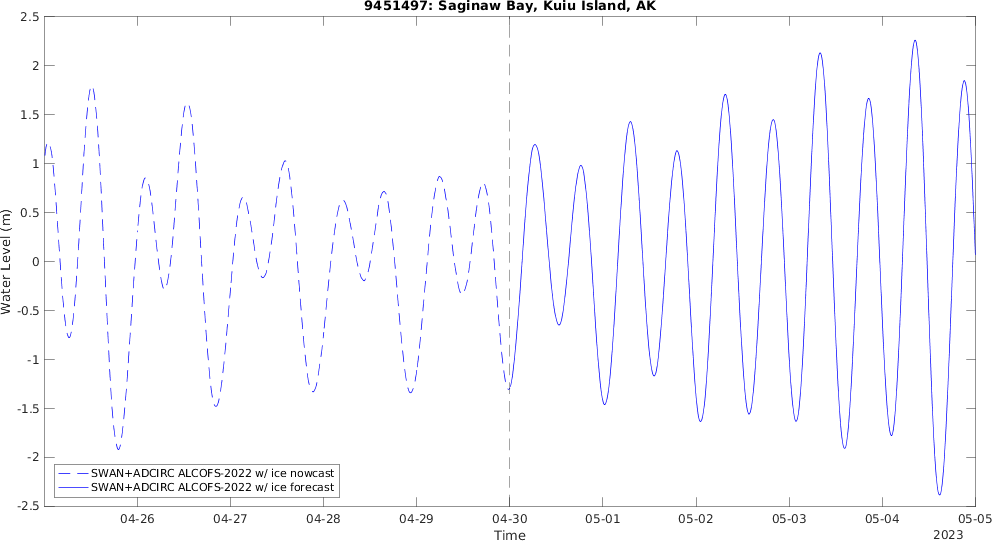 9451497: Saginaw Bay, Kuiu Island, AK
Water Level (m)
2.5
2
1.5
1
0.5
0
-0.5
-1
-1.5
-2
-2.5
SWAN+ADCIRC ALCOFS-2022 w/ ice nowcast
SWAN+ADCIRC ALCOFS-2022 w/ ice forecast
04-26 04-27 04-28 04-29 04-30 05-01 05-02 05-03 05-04 05-05
Time
2023